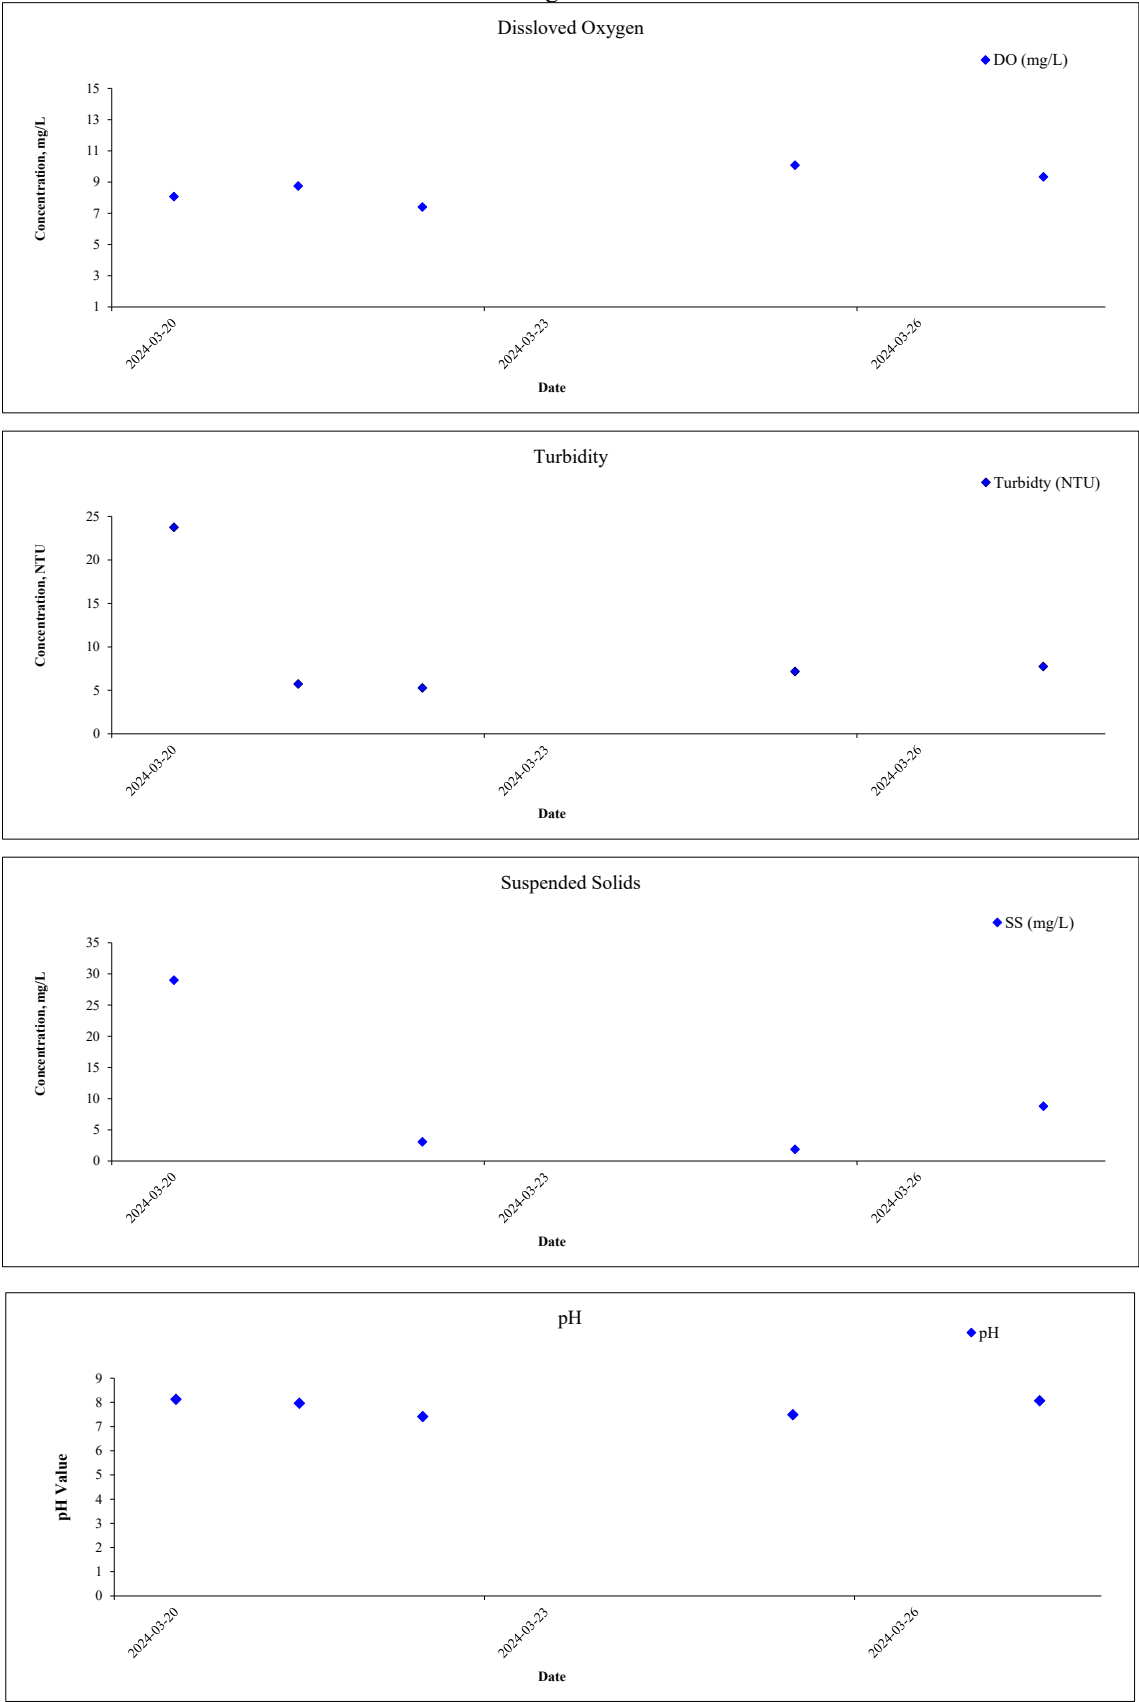 Dissloved Oxygen
DO (mg/L)
15
13
11
9
7
5
3
1
Concentration, mg/L
2024-03-20
2024-03-23
2024-03-26
Date
Turbidity
Turbidty (NTU)
25
20
15
10
5
0
Concentration, NTU
2024-03-20
2024-03-23
2024-03-26
Date
Suspended Solids
SS (mg/L)
35
30
25
20
15
10
5
0
Concentration, mg/L
2024-03-20
2024-03-23
2024-03-26
Date
pH
pH
9
8
7
6
5
4
3
2
1
0
pH Value
2024-03-20
2024-03-23
2024-03-26
Date